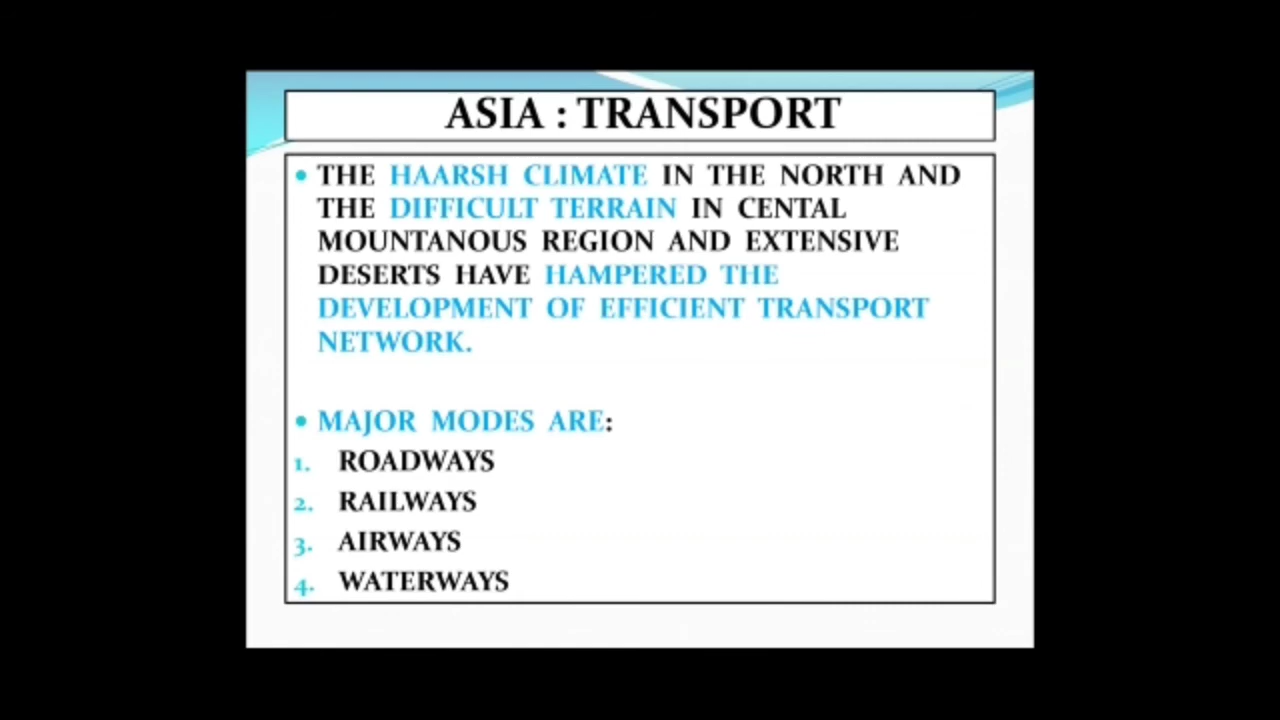 ASIA : TRANSPORT
• THE HAARSH CLIMATE IN THE NORTH AND
THE DIFFICULT TERRAIN IN CENTAL
MOUNTANOUS REGION AND EXTENSIVE
DESERTS HAVE HAMPERED THE
DEVELOPMENT OF EFFICIENT TRANSPORT
NETWORK.
• MAJOR MODES ARE:
1. ROADWAYS
2. RAILWAYS
3. AIRWAYS
4. WATERWAYS